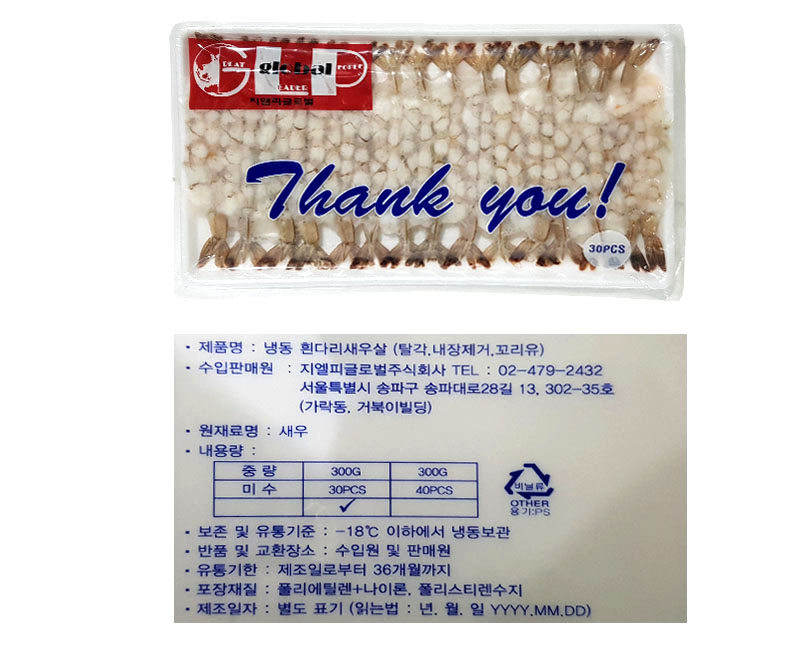 GREAT global PEOPLE
LEADER
지엘피글로벌
Thank you!
30PCS
· 제품명 : 냉동 흰다리새우살 (탈각,내장제거,꼬리유)
· 수입판매원 : 지엘피글로벌주식회사 TEL : 02-479-2432
서울특별시 송파구 송파대로28길 13, 302-35호
(가락동, 거북이빌딩)
· 원재료명 : 새우
· 내용량 :
중 량 300G 300G
미 수 30PCS 40PCS
✓
비닐류
OTHER
용기:PS
· 보존 및 유통기준 : -18℃ 이하에서 냉동보관
· 반품 및 교환장소 : 수입원 및 판매원
· 유통기한 : 제조일로부터 36개월까지
· 포장재질 : 폴리에틸렌+나이론, 폴리스티렌수지
· 제조일자 : 별도 표기 (읽는법 : 년. 월. 일 YYYY.MM.DD)